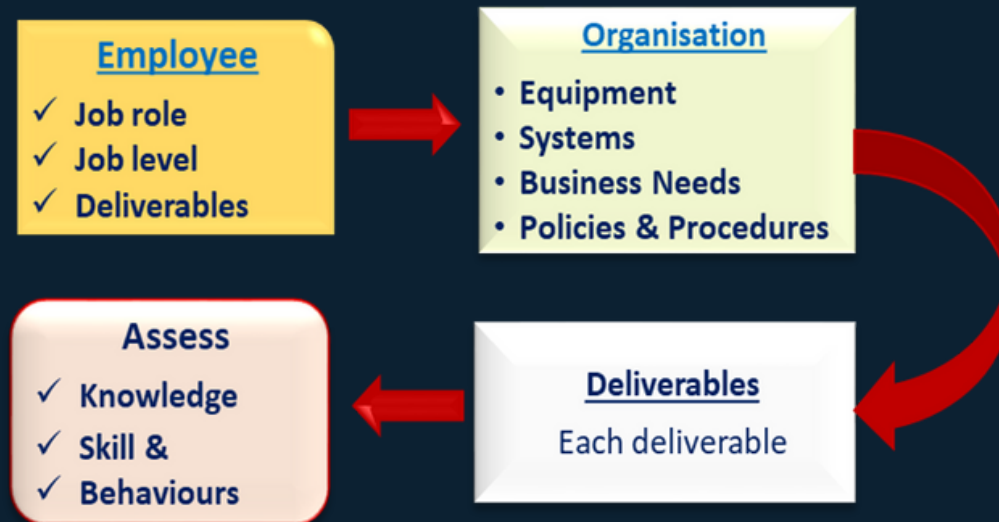 Employee
✓ Job role
✓ Job level
✓ Deliverables
Organisation
• Equipment
• Systems
• Business Needs
• Policies & Procedures
Deliverables
Each deliverable
Assess
✓ Knowledge
✓ Skill &
✓ Behaviours